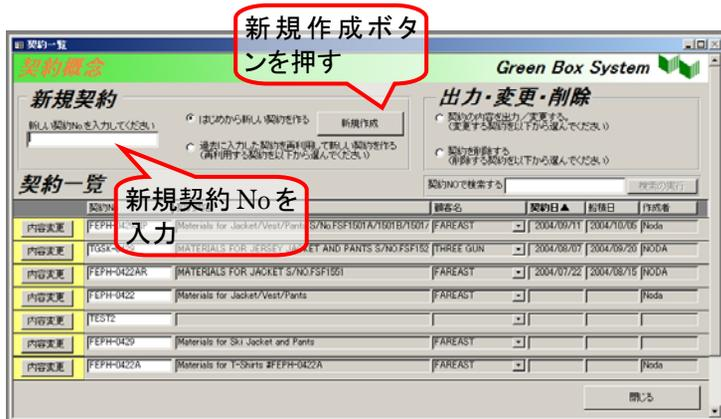 新規作成ボタ
ンを押す
契約一覧
契約概念
Green Box System
新規契約
新しい契約Noを入力してください
はじめから新しい契約を作る
新規作成
過去に入力した契約を再利用して新しい契約を作る
(再利用する契約を以下から選んでください)
出力・変更・削除
契約の内容を出力/変更する。
(変更する契約を以下から選んでください)
契約を削除する
(削除する契約を以下から選んでください)
新規契約 Noを
入力
契約一覧
契約NOで検索する
検索の実行
顧客名 契約日▲ 船積日 作成者
内容変更 Materials for Jacket/Vest/Pants S/No.FSF1501A/1501B/1501/ FAREAST 2004/09/11 2004/10/05 Noda
内容変更 MATERIALS FOR JERSEY JACKET AND PANTS S/NO.FSF152 THREE GUN 2004/08/07 2004/09/20 NODA
内容変更 FEPH-0422AR MATERIALS FOR JACKET S/NO.FSF1551 FAREAST 2004/07/22 2004/08/15 NODA
内容変更 FEPH-0422 Materials for Jacket/Vest/Pants FAREAST Noda
内容変更 TEST2
内容変更 FEPH-0429 Materials for Ski Jacket and Pants FAREAST Noda
内容変更 FEPH-0422A Materials for T-Shirts #FEPH-0422A FAREAST Noda
閉じる